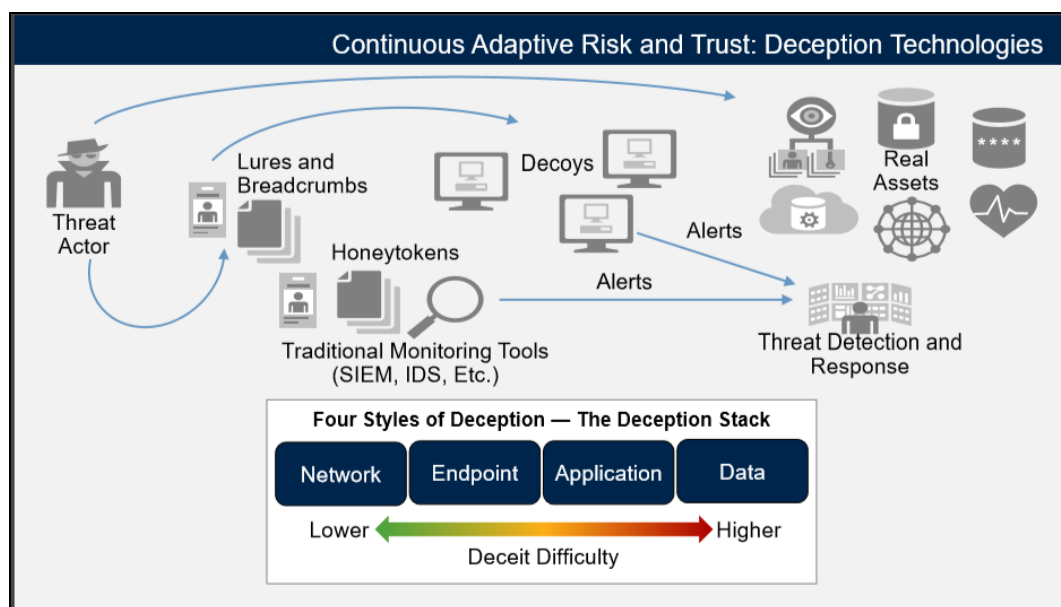 Continuous Adaptive Risk and Trust: Deception Technologies
Threat
Actor
Lures and
Breadcrumbs
Decoys
Real
Assets
****
Honeytokens
Alerts
Alerts
Traditional Monitoring Tools
(SIEM, IDS, Etc.)
Threat Detection and
Response
Four Styles of Deception — The Deception Stack
Network
Endpoint
Application
Data
Lower
Higher
Deceit Difficulty